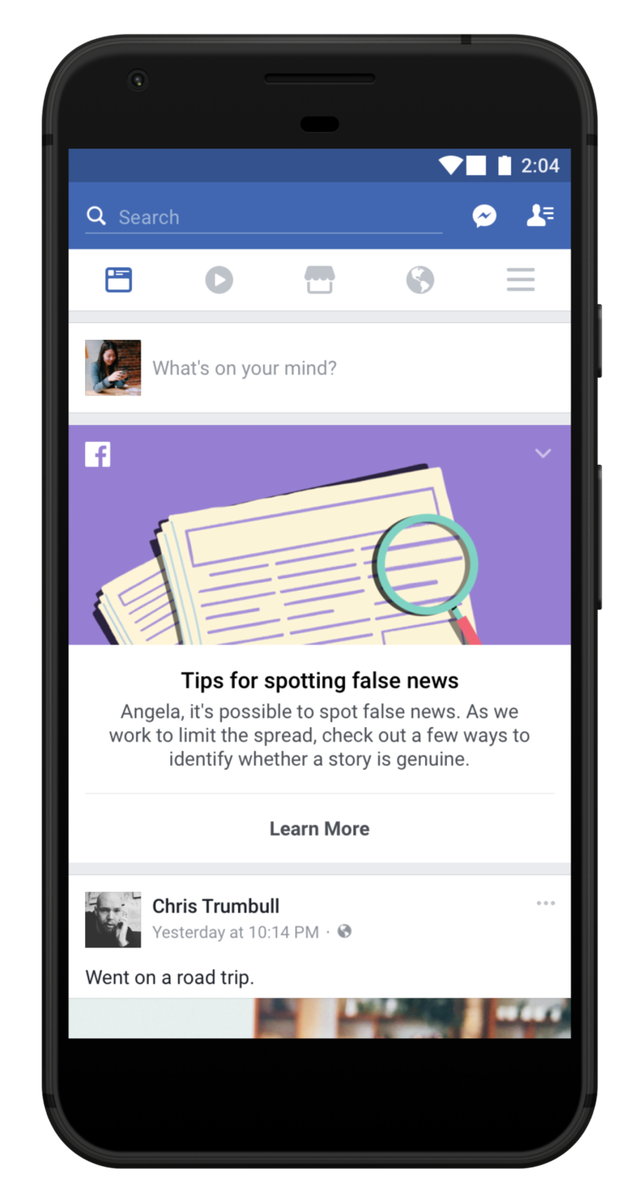 2:04
Search
What's on your mind?
Tips for spotting false news
Angela, it's possible to spot false news. As we
work to limit the spread, check out a few ways to
identify whether a story is genuine.
Learn More
Chris Trumbull
Yesterday at 10:14 PM ·
Went on a road trip.